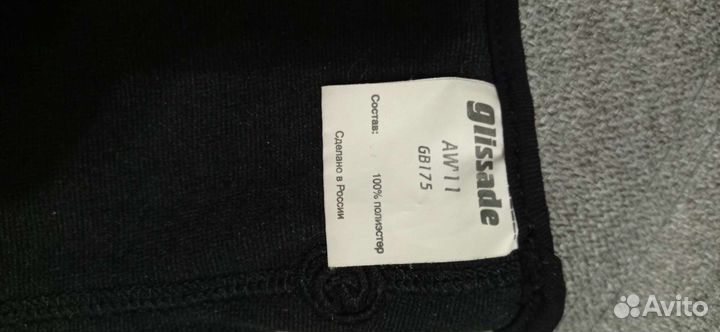 glissade
AW11
GB175
Состав: 100% полиэстер
Сделано в России
Avito